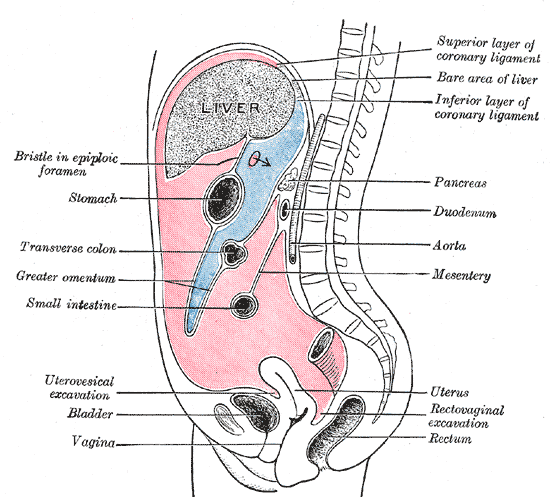 Superior layer of
coronary ligament
Bare area of liver
Inferior layer of
coronary ligament
LIVER
Bristle in epiploic
foramen
Stomach
Pancreas
Duodenum
Transverse colon
Aorta
Greater omentum
Mesentery
Small intestine
Uterovesical
excavation
Bladder
Vagina
Uterus
Rectovaginal
excavation
Rectum